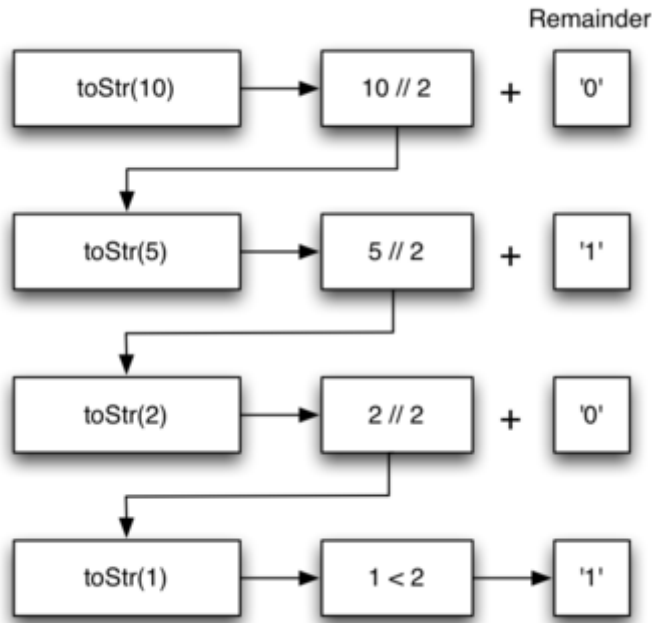 Remainder
toStr(10) 10 // 2 + '0'
toStr(5) 5 // 2 + '1'
toStr(2) 2 // 2 + '0'
toStr(1) 1 < 2 '1'